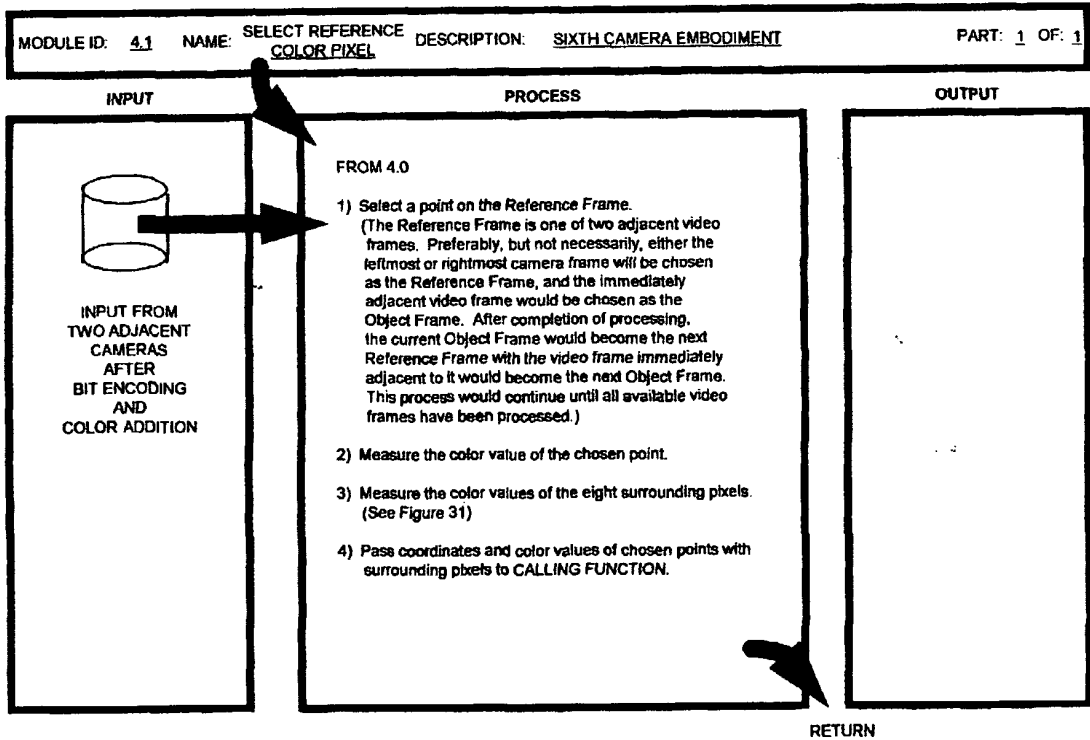 MODULE ID: 4.1 NAME: SELECT REFERENCE COLOR PIXEL DESCRIPTION: SIXTH CAMERA EMBODIMENT PART: 1 OF: 1
INPUT PROCESS OUTPUT
INPUT FROM
TWO ADJACENT
CAMERAS
AFTER
BIT ENCODING
AND
COLOR ADDITION
FROM 4.0
1) Select a point on the Reference Frame.
(The Reference Frame is one of two adjacent video
frames. Preferably, but not necessarily, either the
leftmost or rightmost camera frame will be chosen
as the Reference Frame, and the immediately
adjacent video frame would be chosen as the
Object Frame. After completion of processing,
the current Object Frame would become the next
Reference Frame with the video frame immediately
adjacent to it would become the next Object Frame.
This process would continue until all available video
frames have been processed.)
2) Measure the color value of the chosen point.
3) Measure the color values of the eight surrounding pixels.
(See Figure 31)
4) Pass coordinates and color values of chosen points with
surrounding pixels to CALLING FUNCTION.
RETURN